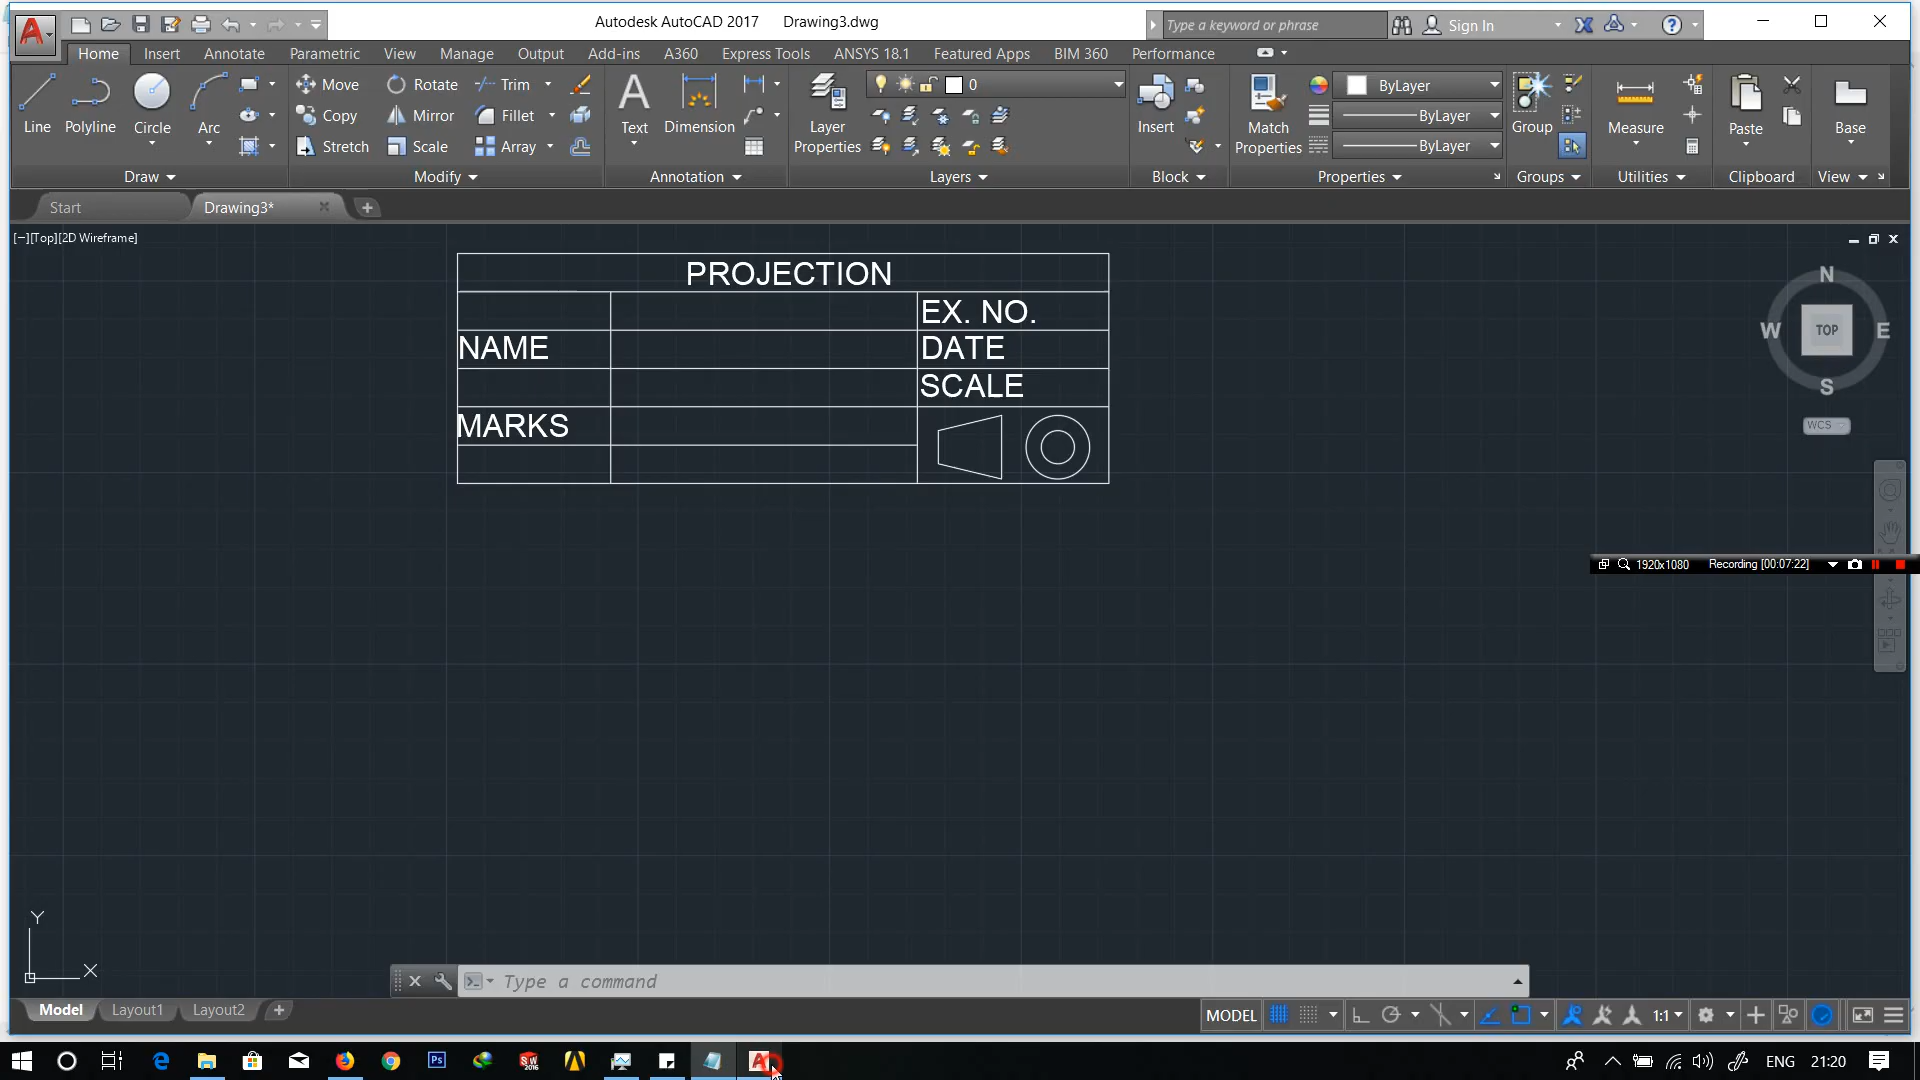 Autodesk AutoCAD 2017 Drawing3.dwg
Type a keyword or phrase
Sign In
Home Insert Annotate Parametric View Manage Output Add-ins A360 Express Tools ANSYS 18.1 Featured Apps BIM 360 Performance
Line Polyline Circle Arc
Move Rotate Trim
Copy Mirror Fillet
Stretch Scale Array
Text Dimension
Layer Properties
0
Insert
Match Properties
ByLayer
ByLayer
ByLayer
Group
Measure
Paste
Base
Draw Modify Annotation Layers Block Properties Groups Utilities Clipboard View
Start Drawing3*
[−][Top][2D Wireframe]
PROJECTION
EX. NO.
NAME DATE
SCALE
MARKS
N
W TOP E
S
WCS
1920x1080 Recording [00:07:22]
Y
X
Type a command
Model Layout1 Layout2
MODEL 1:1
Ps SW 2016
ENG 21:20